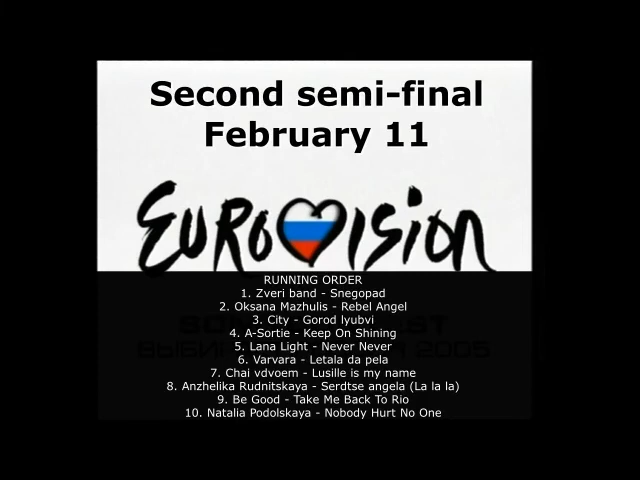 Second semi-final
February 11
EUROVISION
RUNNING ORDER
1. Zveri band - Snegopad
2. Oksana Mazhulis - Rebel Angel
3. City - Gorod lyubvi
4. A-Sortie - Keep On Shining
5. Lana Light - Never Never
6. Varvara - Letala da pela
7. Chai vdvoem - Lusille is my name
8. Anzhelika Rudnitskaya - Serdtse angela (La la la)
9. Be Good - Take Me Back To Rio
10. Natalia Podolskaya - Nobody Hurt No One